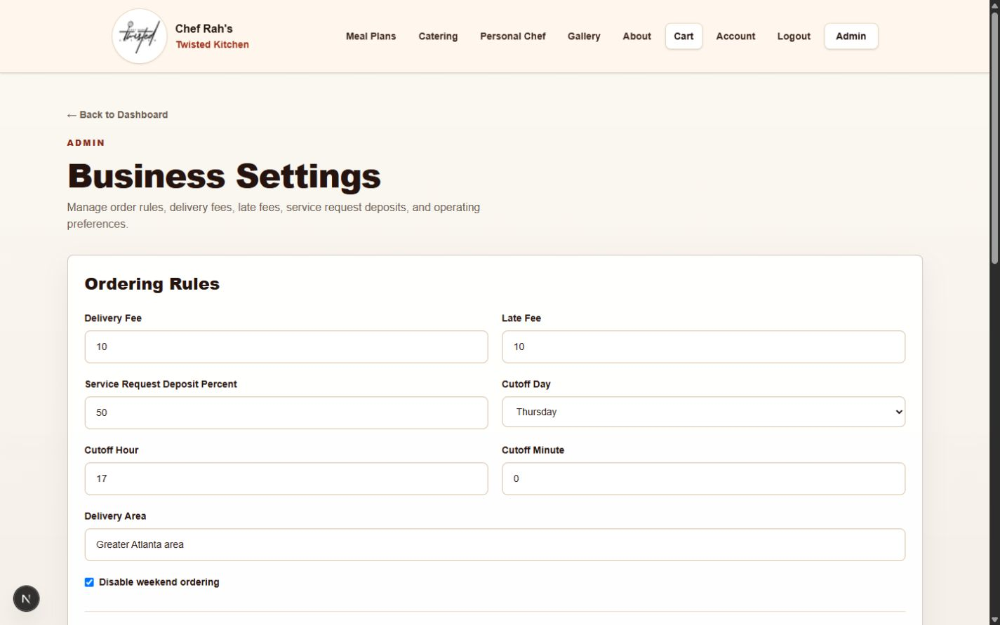 twisted
Chef Rah's
Twisted Kitchen
Meal Plans
Catering
Personal Chef
Gallery
About
Cart
Account
Logout
Admin
← Back to Dashboard
ADMIN
Business Settings
Manage order rules, delivery fees, late fees, service request deposits, and operating
preferences.
Ordering Rules
Delivery Fee
Late Fee
10
10
Service Request Deposit Percent
Cutoff Day
50
Thursday
Cutoff Hour
Cutoff Minute
17
0
Delivery Area
Greater Atlanta area
Disable weekend ordering
N